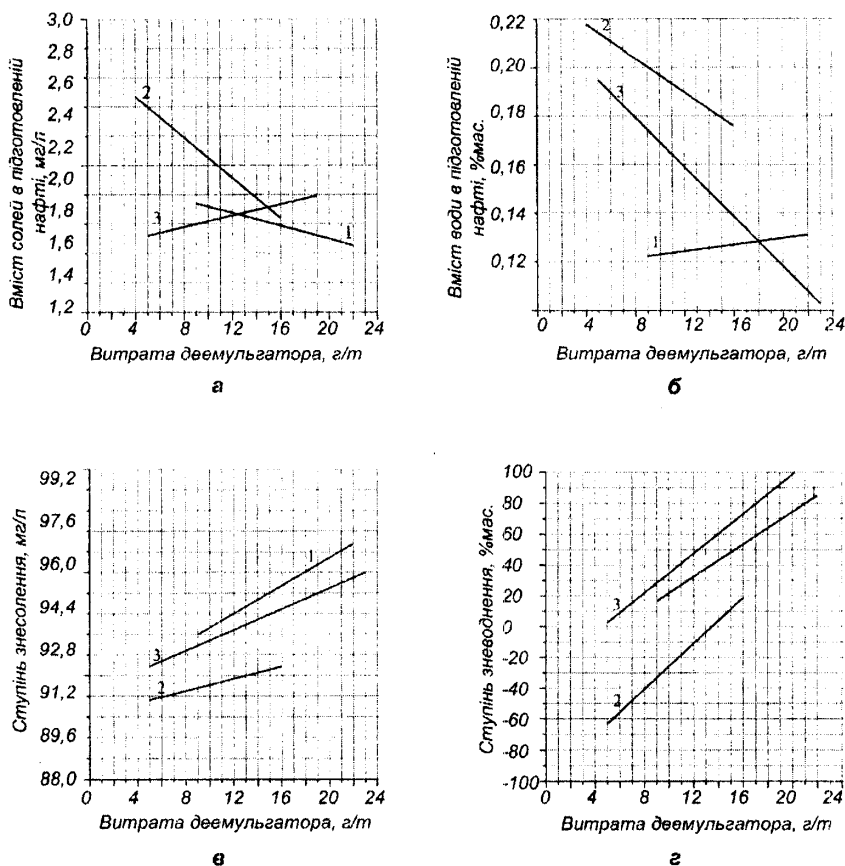 3,0
2,8
2,6
2,4
2,0
1,8
1,6
1,4
1,2
Вміст солей в підготовленій
нафті, мг/л
2
3
1
0 4 8 12 16 20 24
Витрата деемульгатора, г/т
а
0,22
0,20
0,18
0,16
0,13
0,12
Вміст води в підготовленій
нафті, %мас.
2
3
1
0 4 8 12 16 22 24
Витрата деемульгатора, г/т
б
99,2
97,6
96,0
94,4
92,8
91,2
89,6
88,0
Ступінь знесолення, мг/л
1
3
2
0 4 8 12 16 20 24
Витрата деемульгатора, г/т
в
100
80
60
40
20
0
-20
-40
-60
-80
-100
Ступінь зневоднення, %мас.
1
3
2
0 4 8 12 16 20 24
Витрата деемульгатора, г/т
г